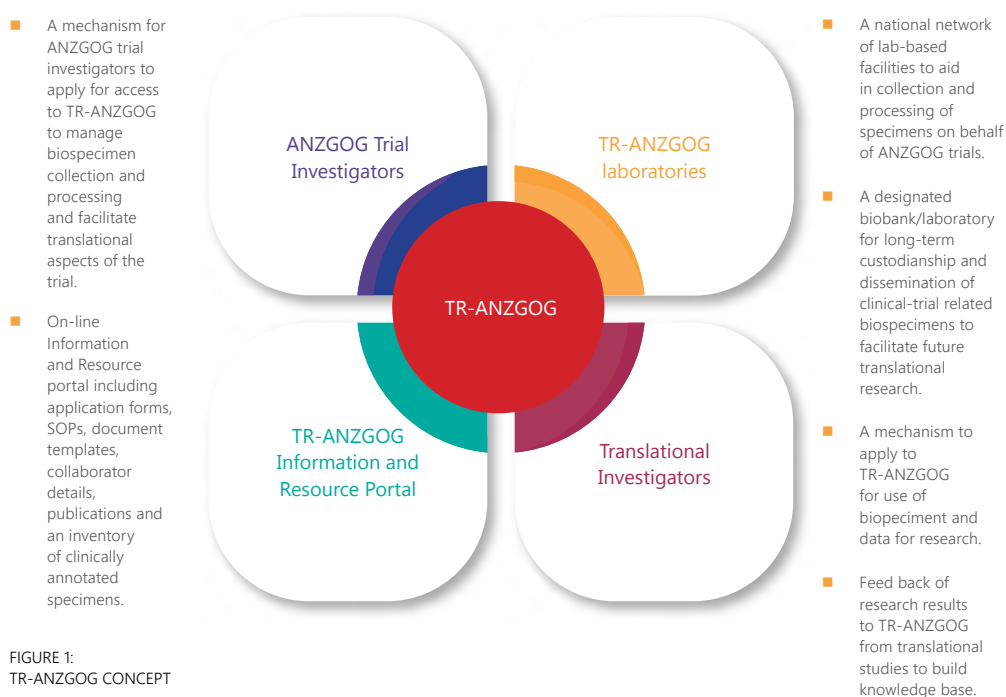 A mechanism for
ANZGOG trial
investigators to
apply for access
to TR-ANZGOG
to manage
biospecimen
collection and
processing
and facilitate
translational
aspects of the
trial.
On-line
Information
and Resource
portal including
application forms,
SOPs, document
templates,
collaborator
details,
publications and
an inventory
of clinically
annotated
specimens.
FIGURE 1:
TR-ANZGOG CONCEPT
ANZGOG Trial
Investigators
TR-ANZGOG
laboratories
TR-ANZGOG
TR-ANZGOG
Information and
Resource Portal
Translational
Investigators
A national network
of lab-based
facilities to aid
in collection and
processing of
specimens on behalf
of ANZGOG trials.
A designated
biobank/laboratory
for long-term
custodianship and
dissemination of
clinical-trial related
biospecimens to
facilitate future
translational
research.
A mechanism to
apply to
TR-ANZGOG
for use of
biopeciment and
data for research.
Feed back of
research results
to TR-ANZGOG
from translational
studies to build
knowledge base.